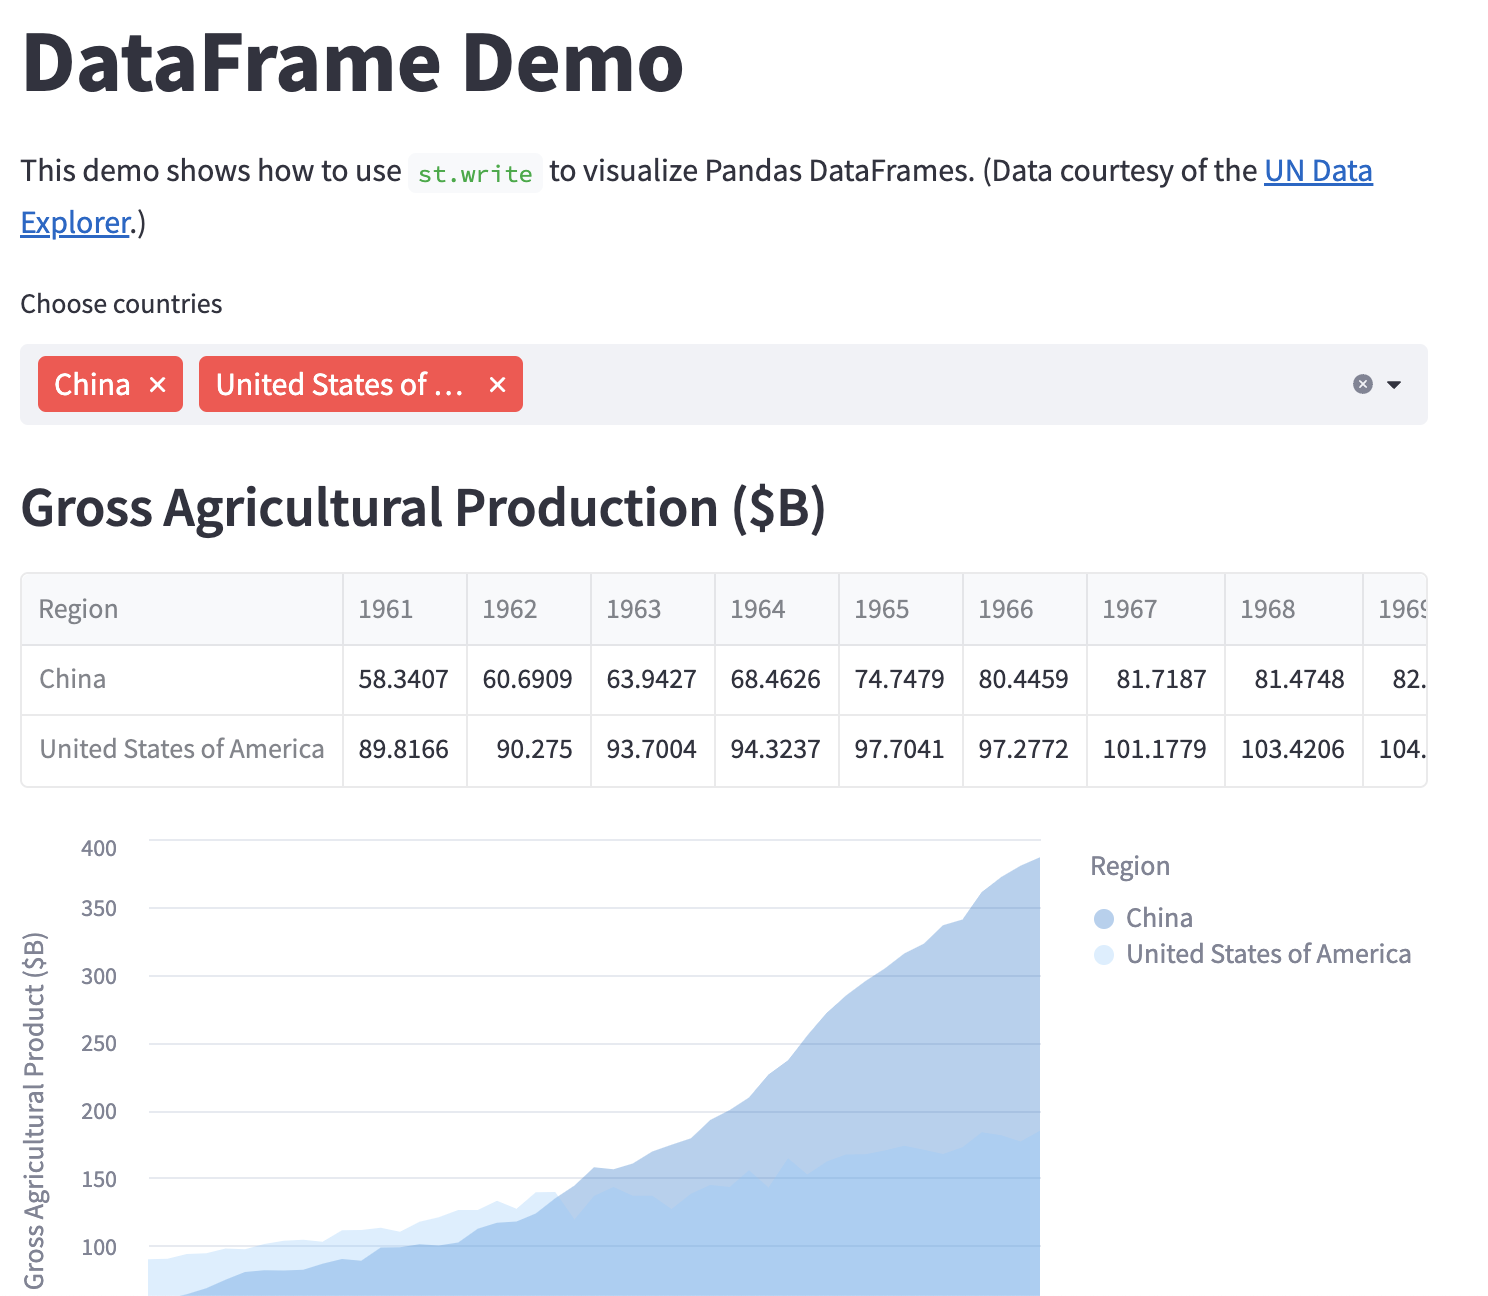 DataFrame Demo
This demo shows how to use st.write to visualize Pandas DataFrames. (Data courtesy of the UN Data
Explorer.)
Choose countries
China × United States of … ×
Gross Agricultural Production ($B)
Region 1961 1962 1963 1964 1965 1966 1967 1968 1969
China 58.3407 60.6909 63.9427 68.4626 74.7479 80.4459 81.7187 81.4748 82.
United States of America 89.8166 90.275 93.7004 94.3237 97.7041 97.2772 101.1779 103.4206 104.
Gross Agricultural Product ($B)
400
350
300
250
200
150
100
Region
China
United States of America